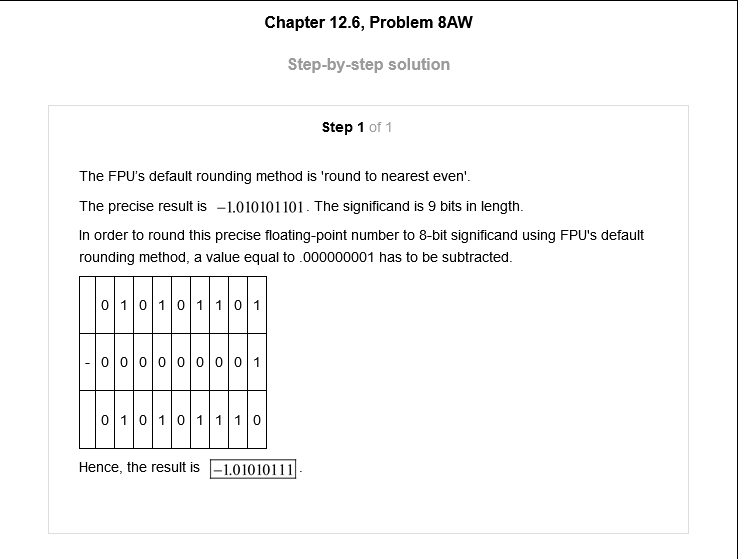 Chapter 12.6, Problem 8AW
Step-by-step solution
Step 1 of 1
The FPU's default rounding method is 'round to nearest even'.
The precise result is −1.010101101. The significand is 9 bits in length.
In order to round this precise floating-point number to 8-bit significand using FPU's default
rounding method, a value equal to .000000001 has to be subtracted.
0 1 0 1 0 1 1 0 1
- 0 0 0 0 0 0 0 0 1
0 1 0 1 0 1 1 1 0
Hence, the result is −1.01010111.